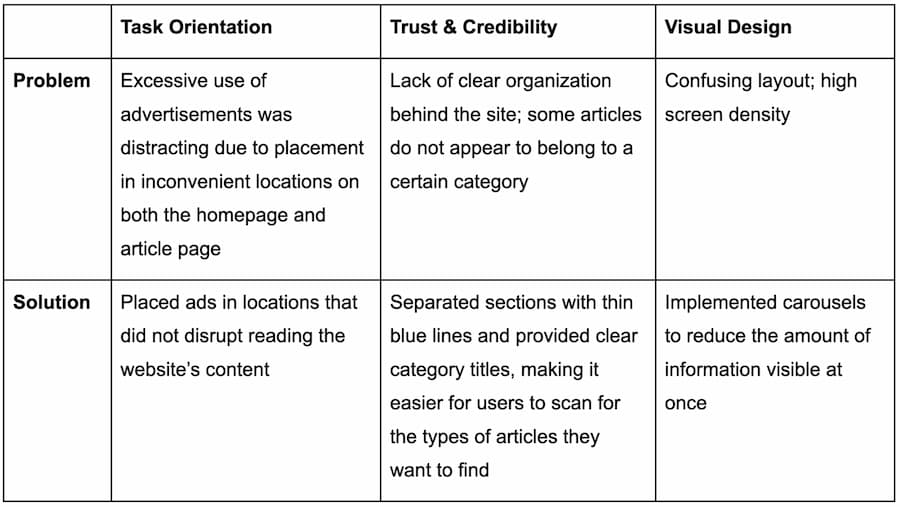 Task Orientation
Trust & Credibility
Visual Design
Problem
Excessive use of
advertisements was
distracting due to placement
in inconvenient locations on
both the homepage and
article page
Lack of clear organization
behind the site; some articles
do not appear to belong to a
certain category
Confusing layout; high
screen density
Solution
Placed ads in locations that
did not disrupt reading the
website’s content
Separated sections with thin
blue lines and provided clear
category titles, making it
easier for users to scan for
the types of articles they
want to find
Implemented carousels
to reduce the amount of
information visible at
once